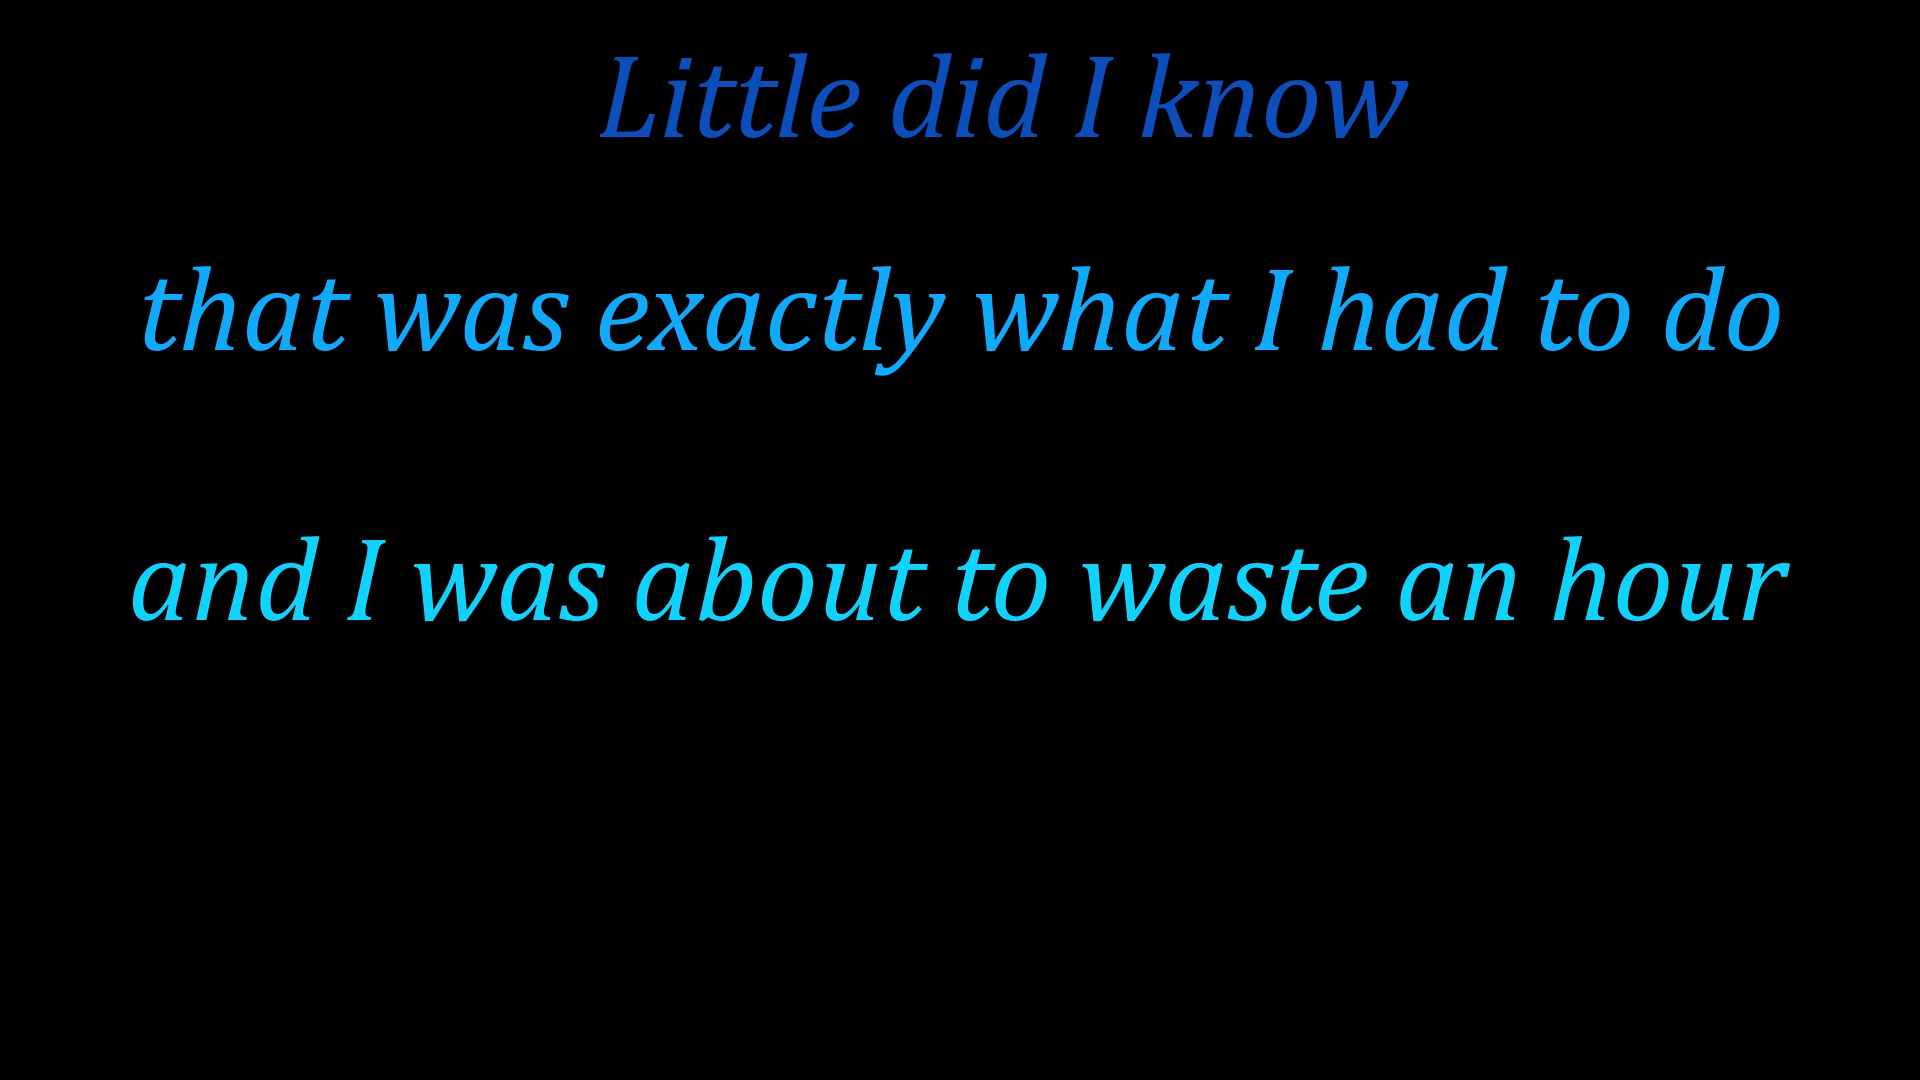 Little did I know
that was exactly what I had to do
and I was about to waste an hour